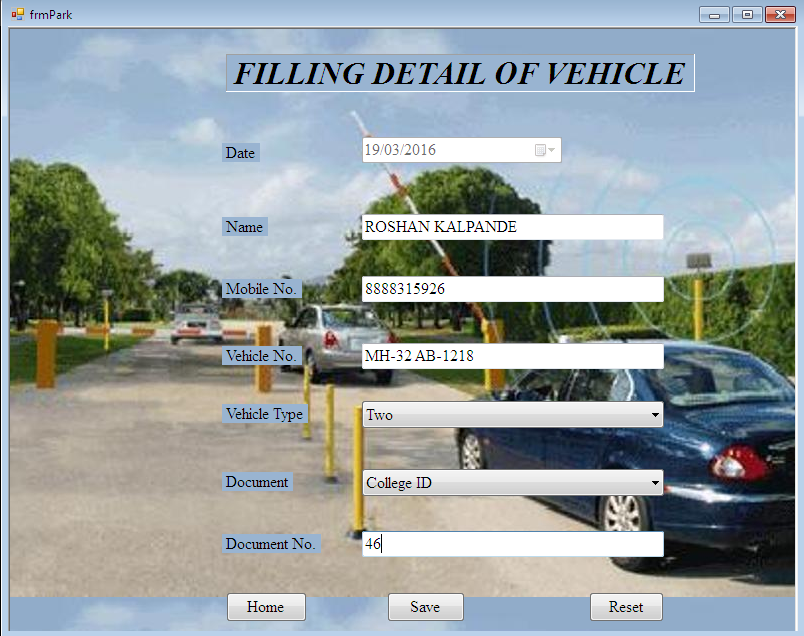 frmPark
FILLING DETAIL OF VEHICLE
Date 19/03/2016
Name ROSHAN KALPANDE
Mobile No. 8888315926
Vehicle No. MH-32 AB-1218
Vehicle Type Two
Document College ID
Document No. 46
Home Save Reset